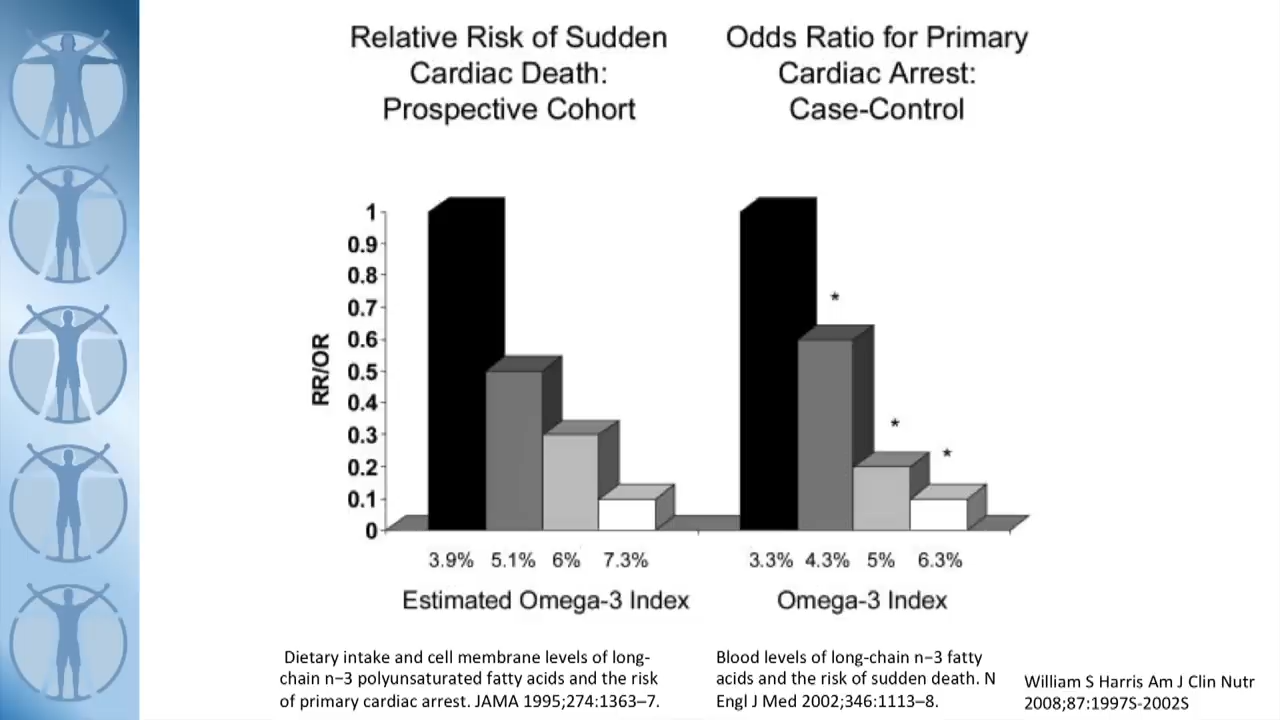 Relative Risk of Sudden
Cardiac Death:
Prospective Cohort
Odds Ratio for Primary
Cardiac Arrest:
Case-Control
RR/OR
1
0.9
0.8
0.7
0.6
0.5
0.4
0.3
0.2
0.1
0
*
*
*
3.9% 5.1% 6% 7.3%
Estimated Omega-3 Index
3.3% 4.3% 5% 6.3%
Omega-3 Index
Dietary intake and cell membrane levels of long-
chain n−3 polyunsaturated fatty acids and the risk
of primary cardiac arrest. JAMA 1995;274:1363–7.
Blood levels of long-chain n−3 fatty
acids and the risk of sudden death. N
Engl J Med 2002;346:1113–8.
William S Harris Am J Clin Nutr
2008;87:1997S-2002S